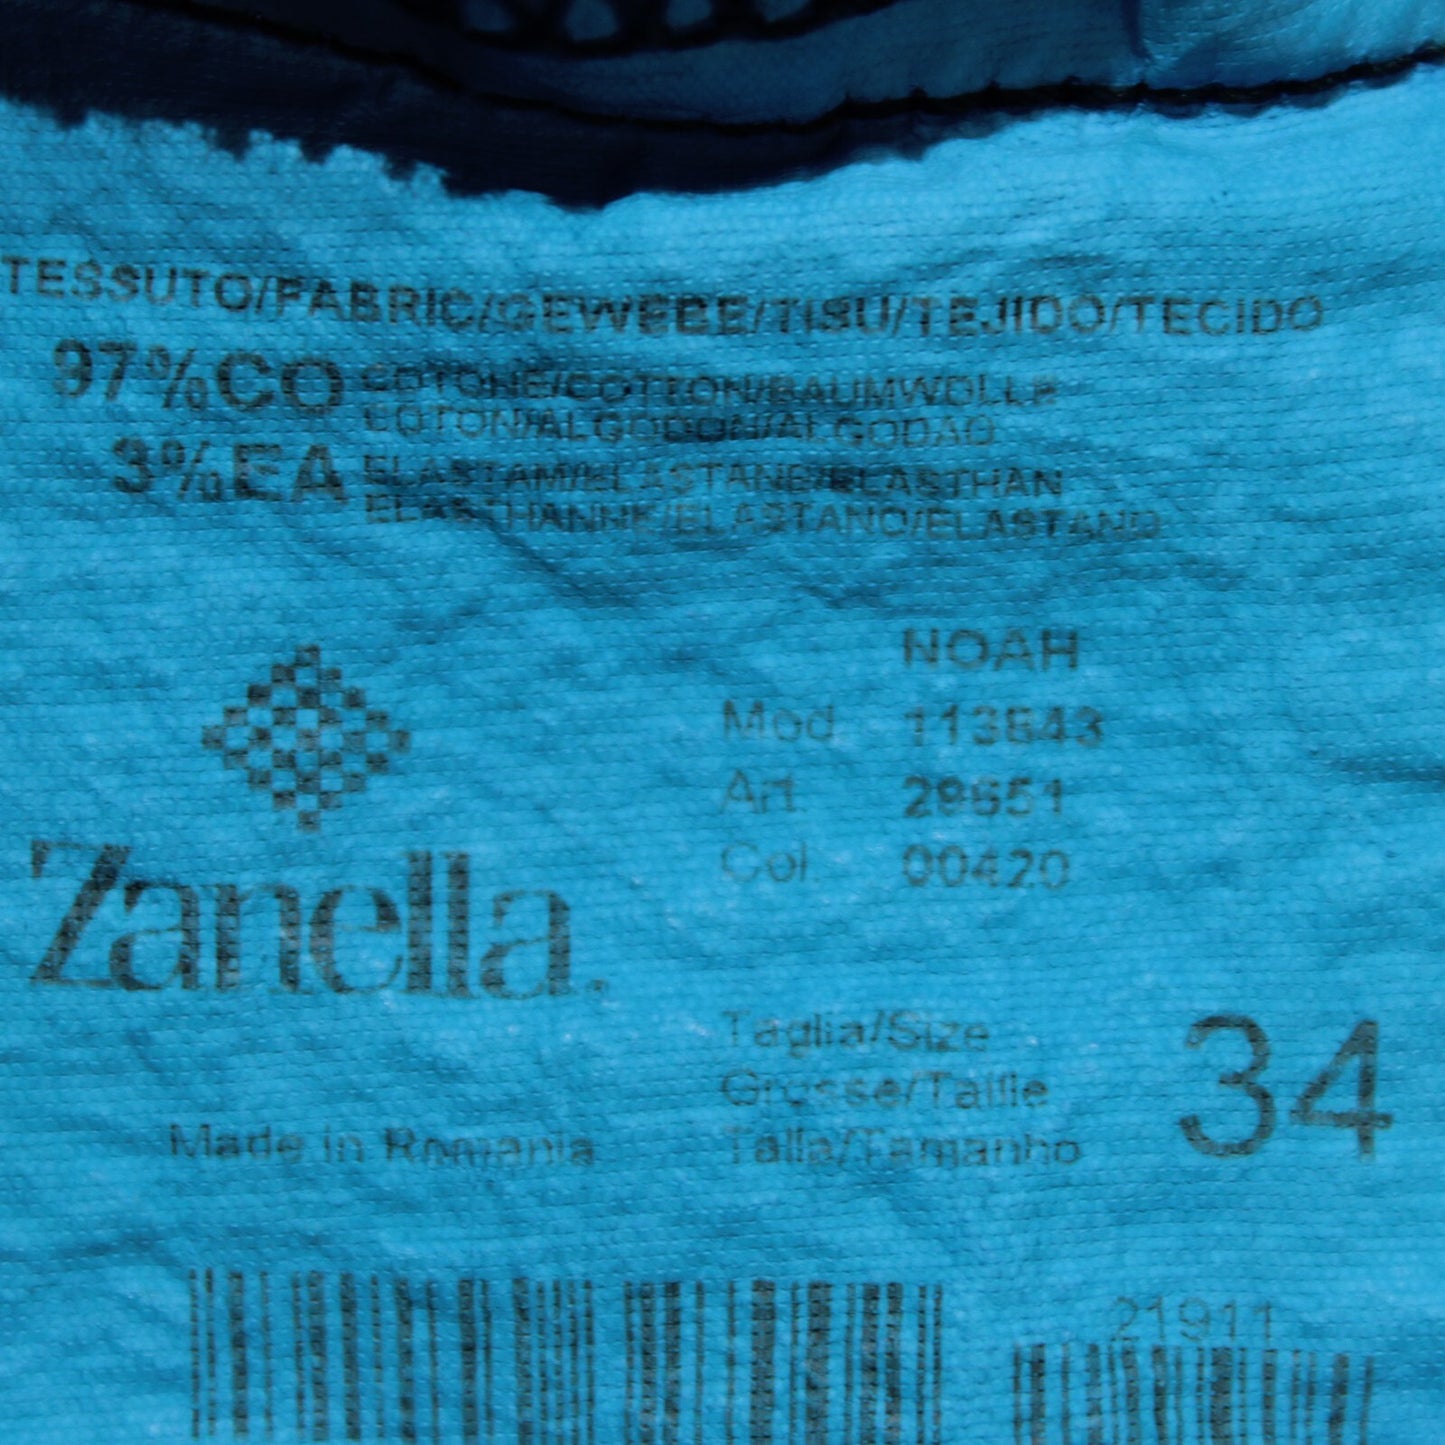 TESSUTO/FABRIC/GEWEBE/TISU/TEJIDO/TECIDO
97%CO COTONE/COTTON/BAUMWOLLE
COTON/ALGODON/ALGODAO
3%EA ELASTAM/ELASTANE/ELASTHAN
ELASTHANNE/ELASTANO/ELASTANO
NOAH
Mod. 113643
Art. 29651
Col. 00420
Zanella.
Taglia/Size
Grosse/Taille
Talla/Tamanho
34
Made in Romania
21911